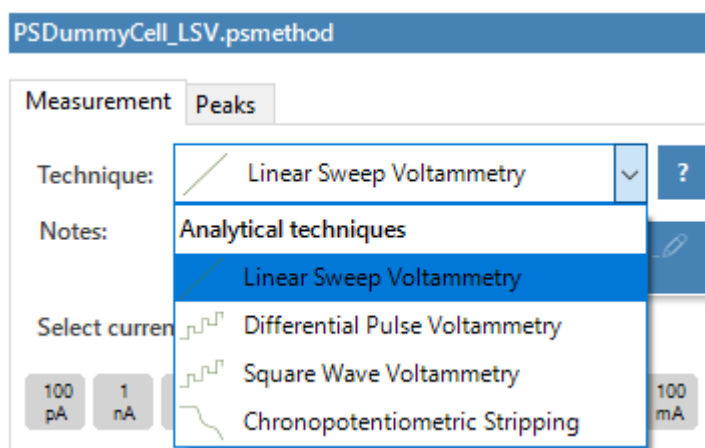 PSDummyCell_LSV.psmethod
Measurement Peaks
Technique: Linear Sweep Voltammetry ?
Notes:
Analytical techniques
Linear Sweep Voltammetry
Differential Pulse Voltammetry
Select curren
Square Wave Voltammetry
Chronopotentiometric Stripping
100 pA
1 nA
100 mA